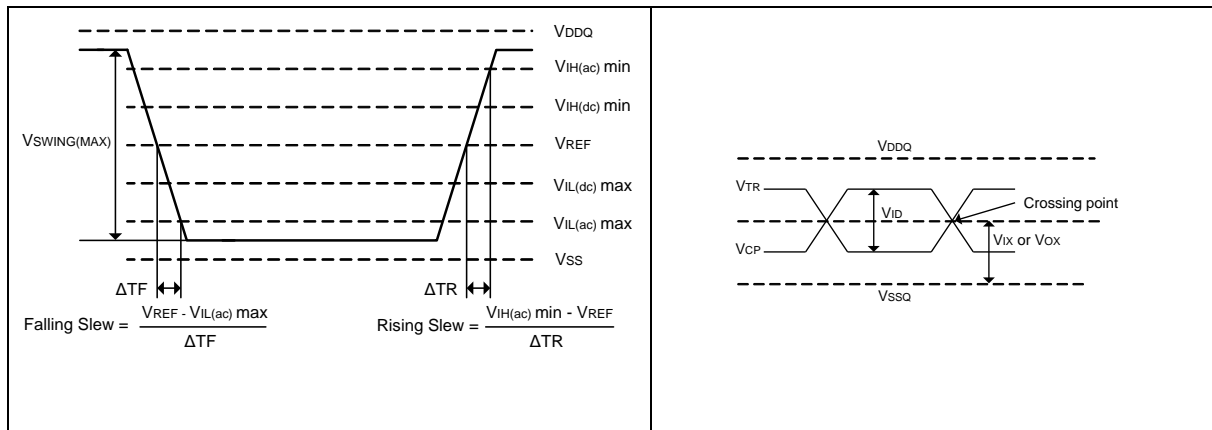 VDDQ
VIH(ac) min
VIH(dc) min
VSWING(MAX)
VREF
VIL(dc) max
VIL(ac) max
VSS
ΔTF
ΔTR
Falling Slew = VREF - VIL(ac) max
ΔTF
Rising Slew = VIH(ac) min - VREF
ΔTR
VDDQ
VTR
VID
Crossing point
VIX or VOX
VCP
VSSQ